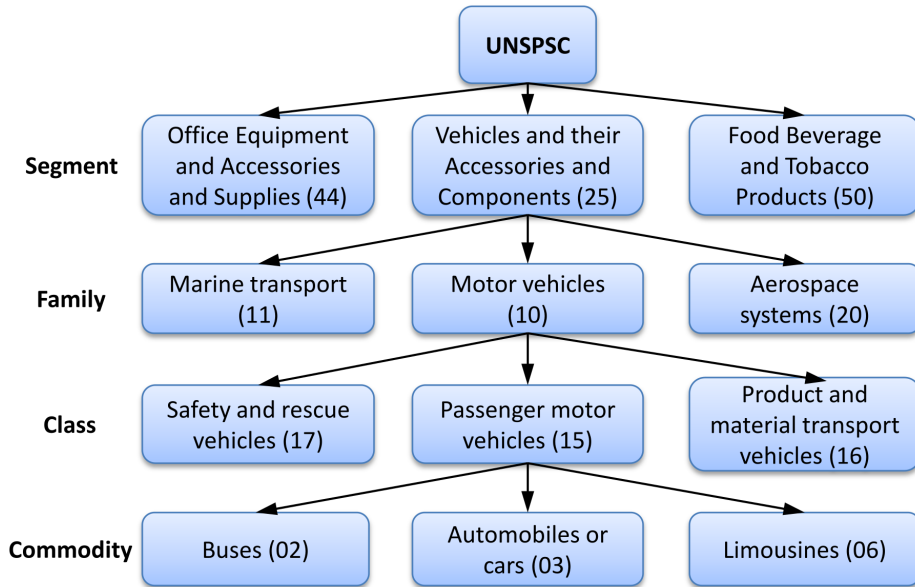 UNSPSC
Segment
Office Equipment
and Accessories
and Supplies (44)
Vehicles and their
Accessories and
Components (25)
Food Beverage
and Tobacco
Products (50)
Family
Marine transport
(11)
Motor vehicles
(10)
Aerospace
systems (20)
Class
Safety and rescue
vehicles (17)
Passenger motor
vehicles (15)
Product and
material transport
vehicles (16)
Commodity
Buses (02)
Automobiles or
cars (03)
Limousines (06)